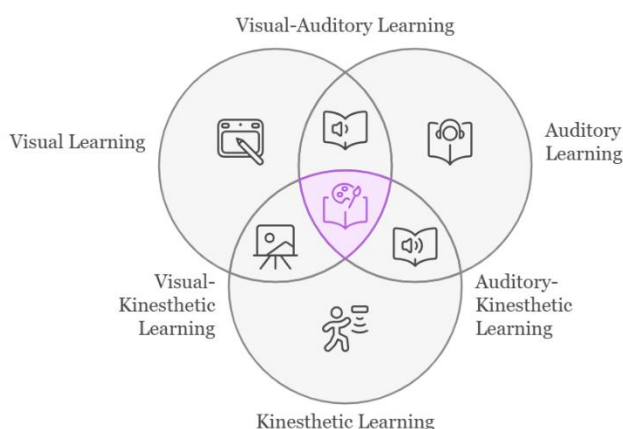 Visual-Auditory Learning
Visual Learning
Auditory
Learning
Visual-
Kinesthetic
Learning
Auditory-
Kinesthetic
Learning
Kinesthetic Learning